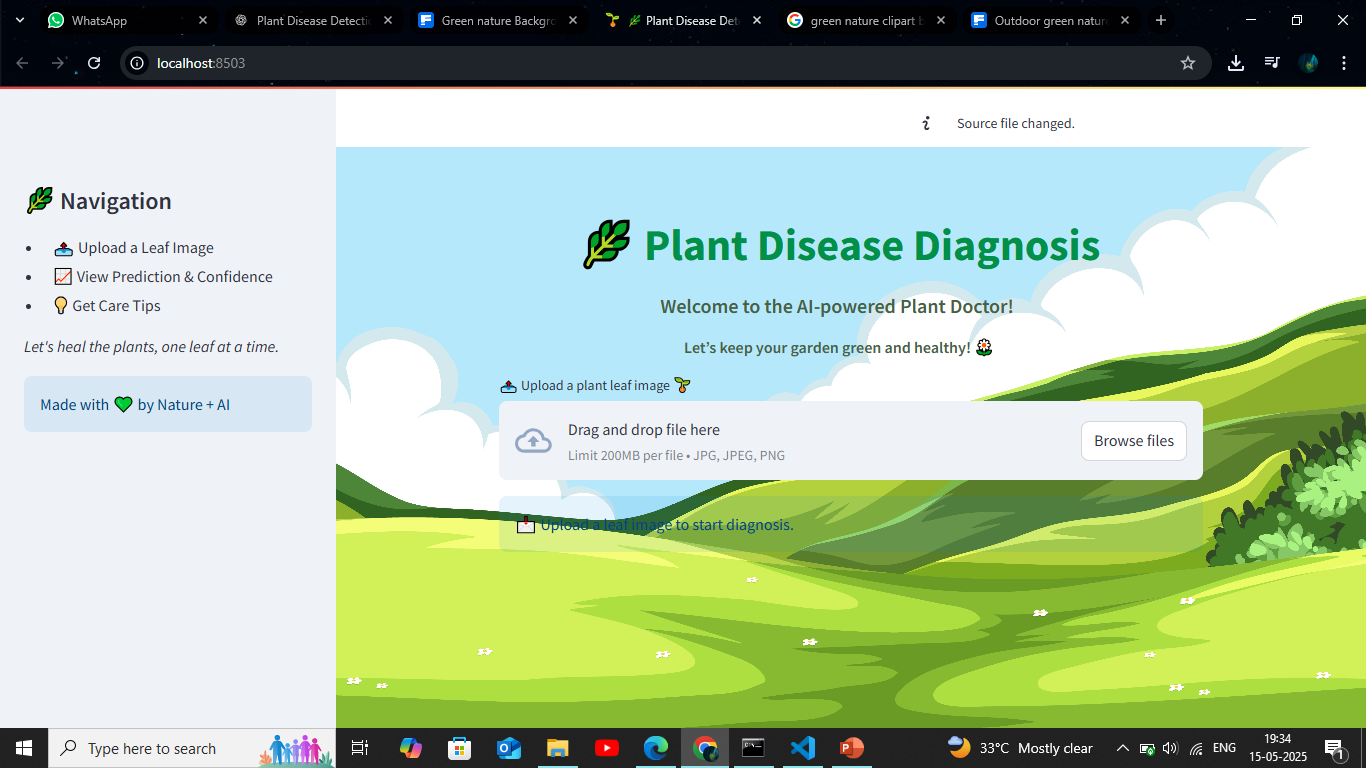 WhatsApp
Plant Disease Detectio
Green nature Backgro
Plant Disease Det
green nature clipart b
Outdoor green nature
localhost:8503
Source file changed.
Navigation
Upload a Leaf Image
View Prediction & Confidence
Get Care Tips
Let's heal the plants, one leaf at a time.
Made with 💚 by Nature + AI
Plant Disease Diagnosis
Welcome to the AI-powered Plant Doctor!
Let’s keep your garden green and healthy!
Upload a plant leaf image
Drag and drop file here
Limit 200MB per file • JPG, JPEG, PNG
Browse files
Upload a leaf image to start diagnosis.
Type here to search
33°C Mostly clear
ENG
19:34
15-05-2025
1